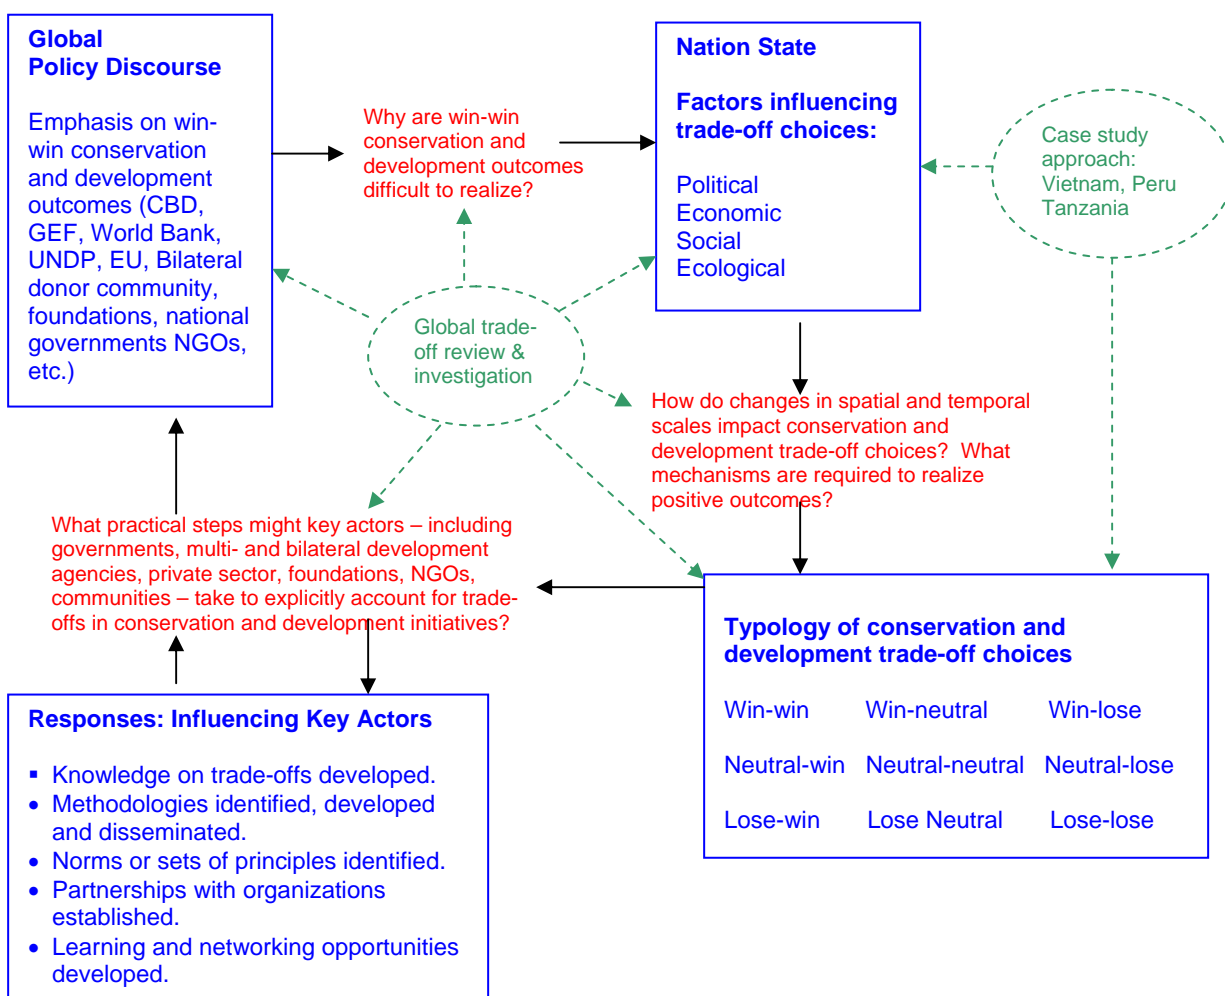 Global
Policy Discourse
Emphasis on win-
win conservation
and development
outcomes (CBD,
GEF, World Bank,
UNDP, EU, Bilateral
donor community,
foundations, national
governments NGOs,
etc.)
Why are win-win
conservation and
development outcomes
difficult to realize?
Nation State
Factors influencing
trade-off choices:
Political
Economic
Social
Ecological
Case study
approach:
Vietnam, Peru
Tanzania
Global trade-
off review &
investigation
How do changes in spatial and temporal
scales impact conservation and
development trade-off choices?  What
mechanisms are required to realize
positive outcomes?
What practical steps might key actors – including
governments, multi- and bilateral development
agencies, private sector, foundations, NGOs,
communities – take to explicitly account for trade-
offs in conservation and development initiatives?
Typology of conservation and
development trade-off choices
Win-win Win-neutral Win-lose
Neutral-win Neutral-neutral Neutral-lose
Lose-win Lose Neutral Lose-lose
Responses: Influencing Key Actors
▪ Knowledge on trade-offs developed.
• Methodologies identified, developed
and disseminated.
• Norms or sets of principles identified.
• Partnerships with organizations
established.
• Learning and networking opportunities
developed.